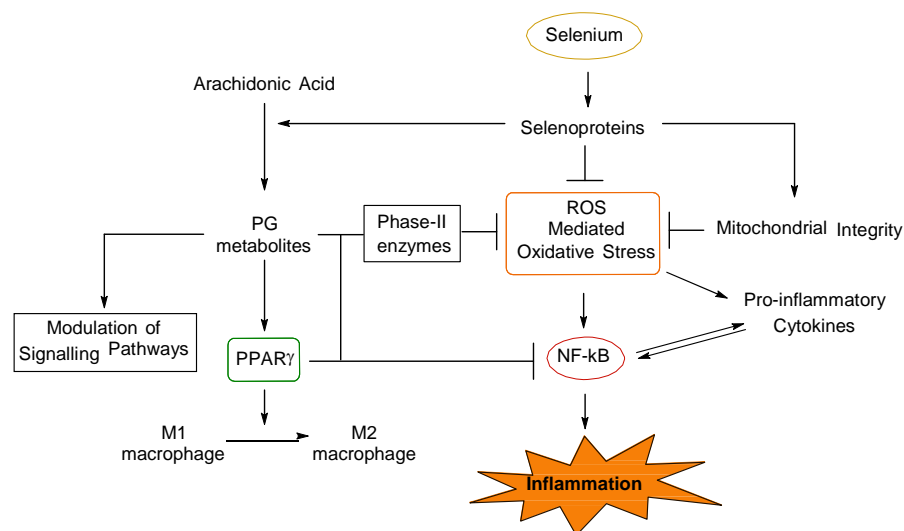 Selenium
Arachidonic Acid
Selenoproteins
PG
metabolites
Phase-II
enzymes
ROS
Mediated
Oxidative Stress
Mitochondrial Integrity
Pro-inflammatory
Cytokines
Modulation of
Signalling Pathways
PPARγ
NF-kB
M1
macrophage
M2
macrophage
Inflammation